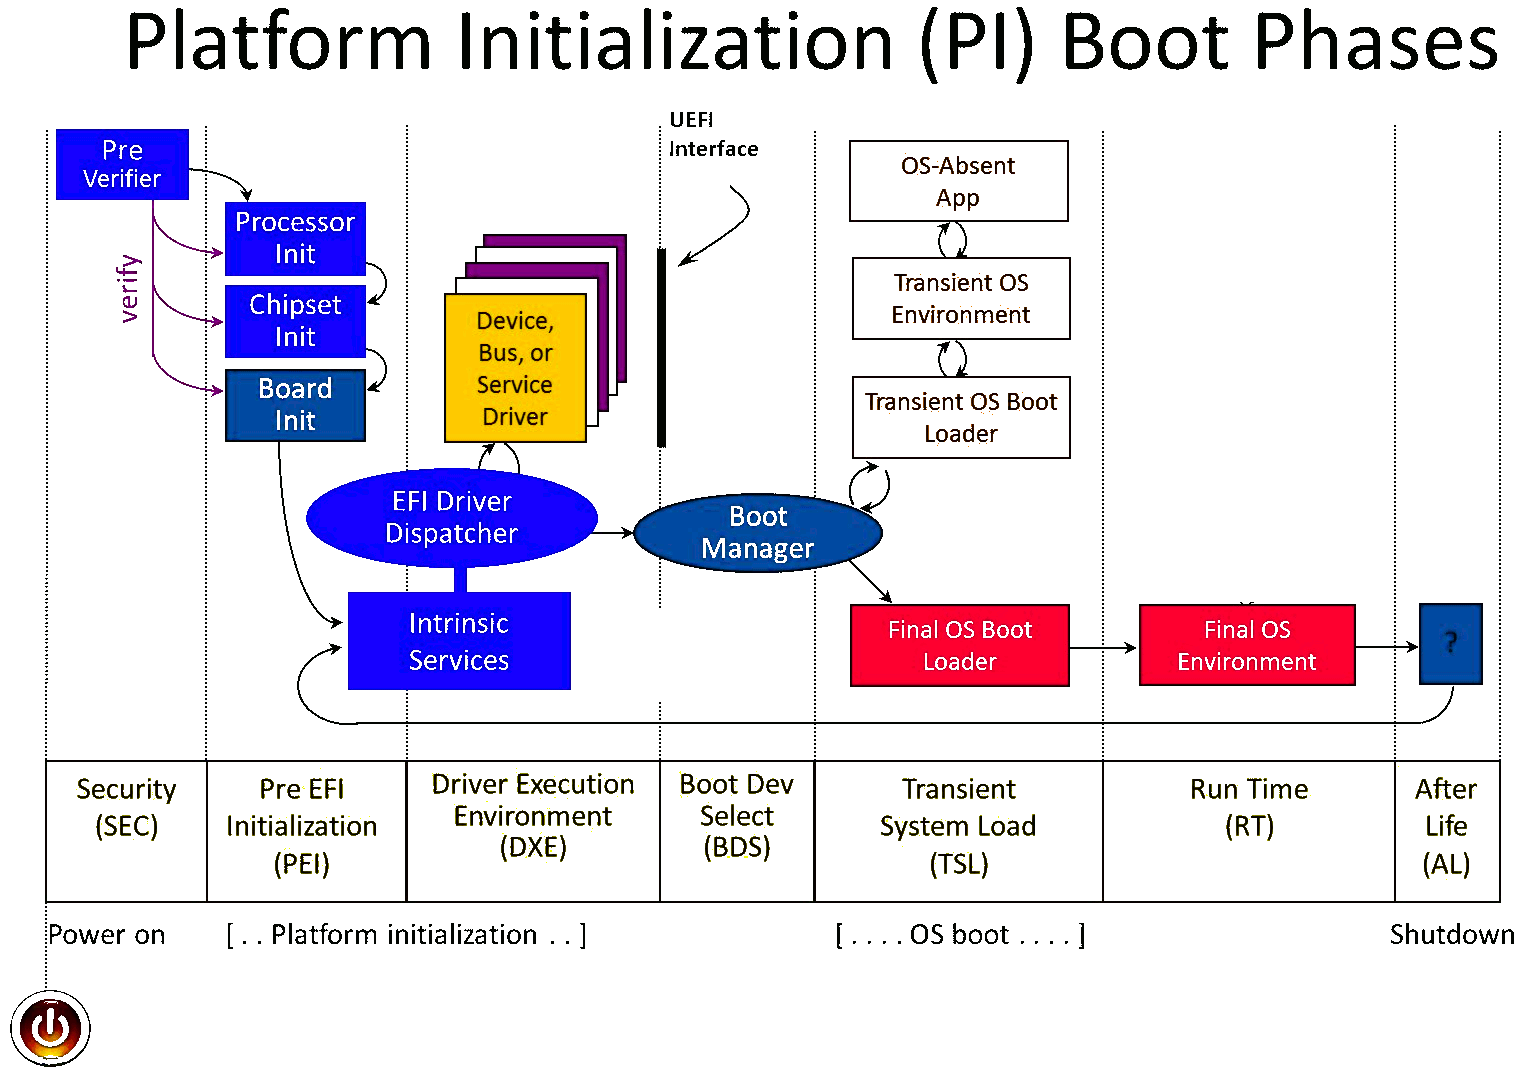 Platform Initialization (PI) Boot Phases
UEFI
Interface
Pre
Verifier
verify
Processor
Init
Chipset
Init
Board
Init
Device,
Bus, or
Service
Driver
EFI Driver
Dispatcher
Intrinsic
Services
Boot
Manager
OS-Absent
App
Transient OS
Environment
Transient OS Boot
Loader
Final OS Boot
Loader
Final OS
Environment
?
Security
(SEC)
Pre EFI
Initialization
(PEI)
Driver Execution
Environment
(DXE)
Boot Dev
Select
(BDS)
Transient
System Load
(TSL)
Run Time
(RT)
After
Life
(AL)
Power on
[ . . Platform initialization . . ]
[ . . . . OS boot . . . . ]
Shutdown